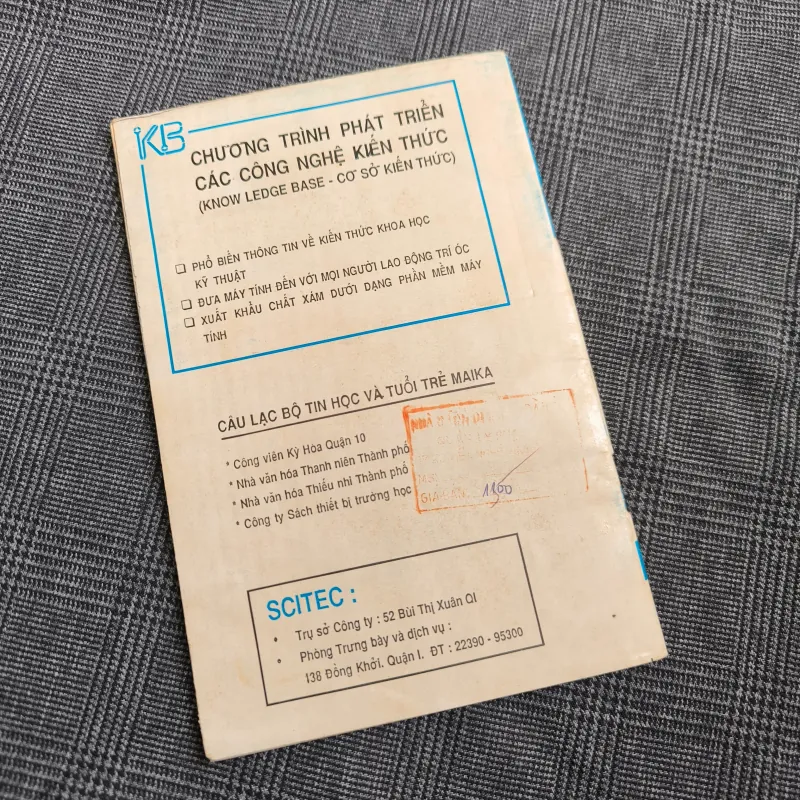 KB
CHƯƠNG TRÌNH PHÁT TRIỂN
CÁC CÔNG NGHỆ KIẾN THỨC
(KNOW LEDGE BASE - CƠ SỞ KIẾN THỨC)
❑ PHỔ BIẾN THÔNG TIN VỀ KIẾN THỨC KHOA HỌC
KỸ THUẬT
❑ ĐƯA MÁY TÍNH ĐẾN VỚI MỌI NGƯỜI LAO ĐỘNG TRÍ ÓC
❑ XUẤT KHẨU CHẤT XÁM DƯỚI DẠNG PHẦN MỀM MÁY
TÍNH
CÂU LẠC BỘ TIN HỌC VÀ TUỔI TRẺ MAIKA
* Công viên Kỳ Hòa Quận 10
* Nhà văn hóa Thanh niên Thành phố
* Nhà văn hóa Thiếu nhi Thành phố
* Công ty Sách thiết bị trường học
NHÀ
GIÁ 1100
SCITEC :
• Trụ sở Công ty : 52 Bùi Thị Xuân QI
• Phòng Trưng bày và dịch vụ :
138 Đồng Khởi. Quận I. ĐT : 22390 - 95300